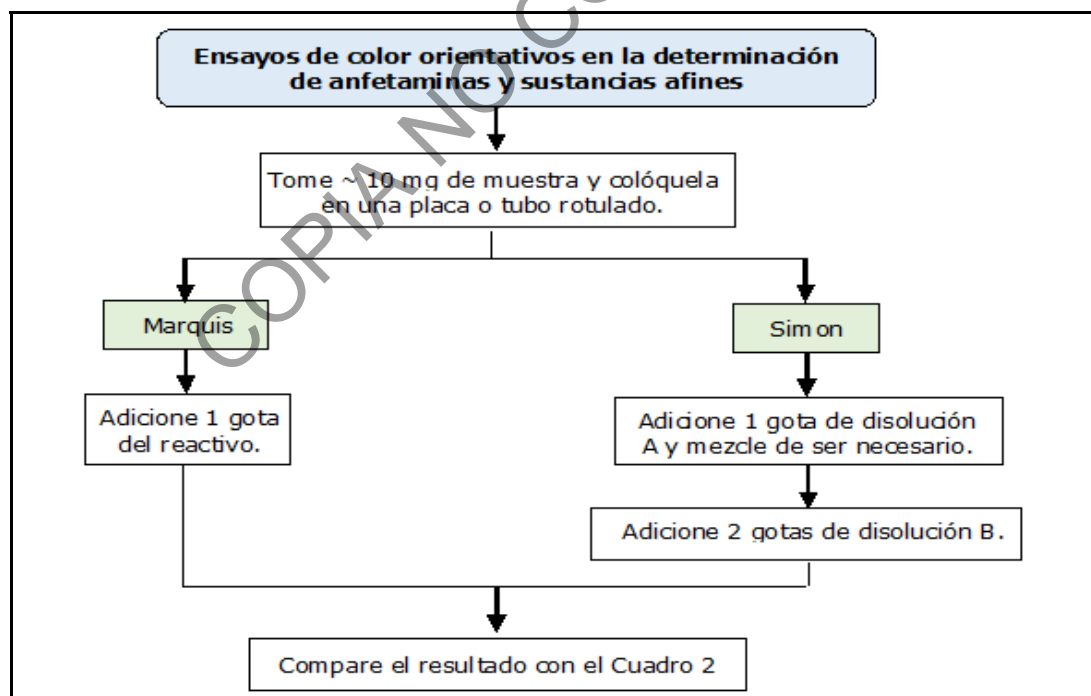 Ensayos de color orientativos en la determinación
de anfetaminas y sustancias afines
Tome ~ 10 mg de muestra y colóquela
en una placa o tubo rotulado.
Marquis
Simon
Adicione 1 gota
del reactivo.
Adicione 1 gota de disolución
A y mezcle de ser necesario.
Adicione 2 gotas de disolución B.
Compare el resultado con el Cuadro 2
COPIA NO